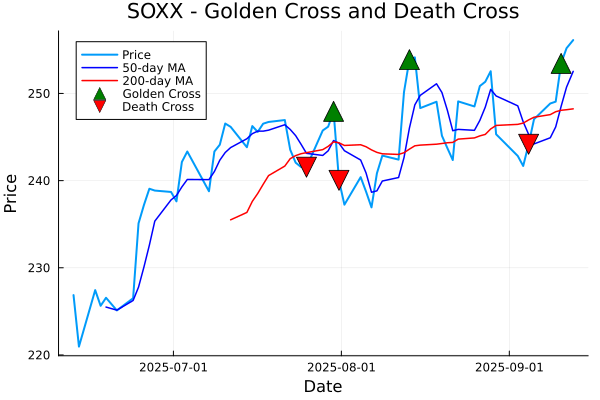 SOXX - Golden Cross and Death Cross
Price
50-day MA
200-day MA
Golden Cross
Death Cross
250
240
230
220
Price
2025-07-01
2025-08-01
2025-09-01
Date